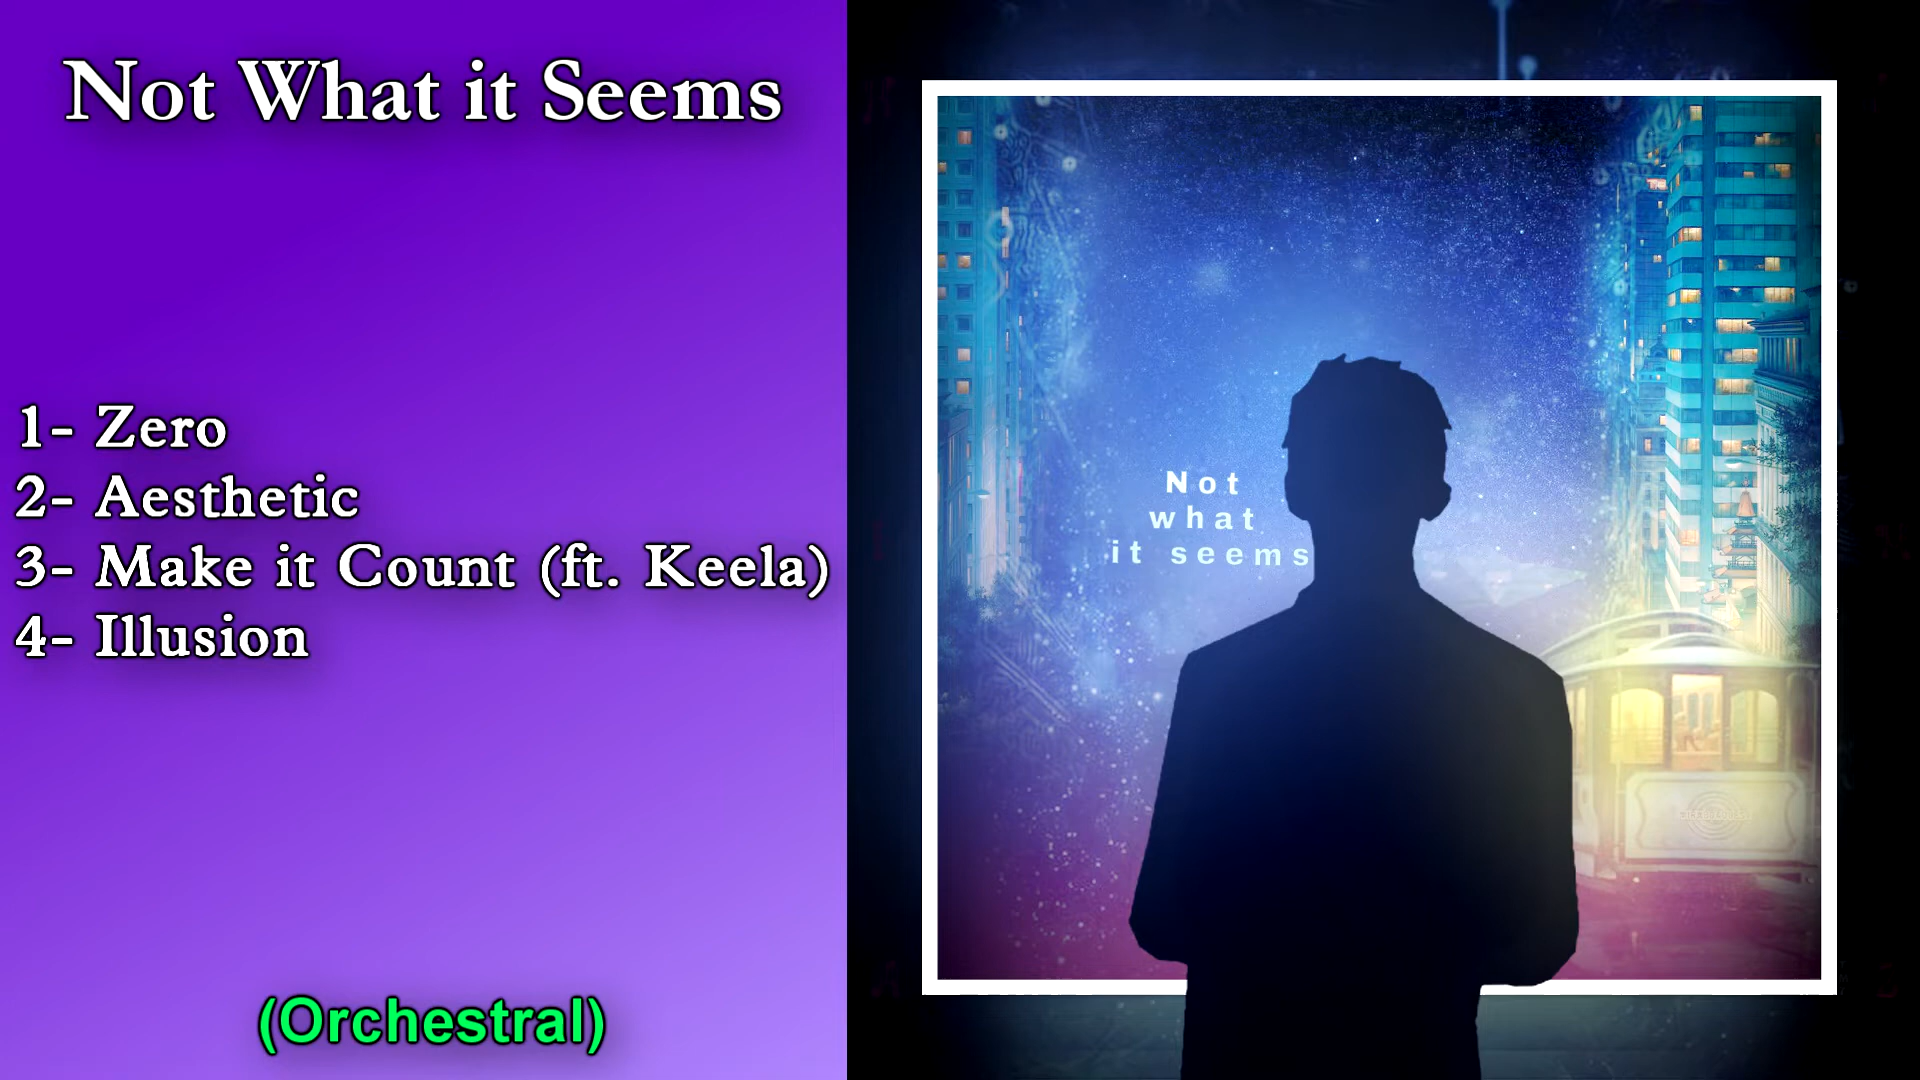 Not What it Seems
1- Zero
2- Aesthetic
3- Make it Count (ft. Keela)
4- Illusion
(Orchestral)
Not
what
it seems